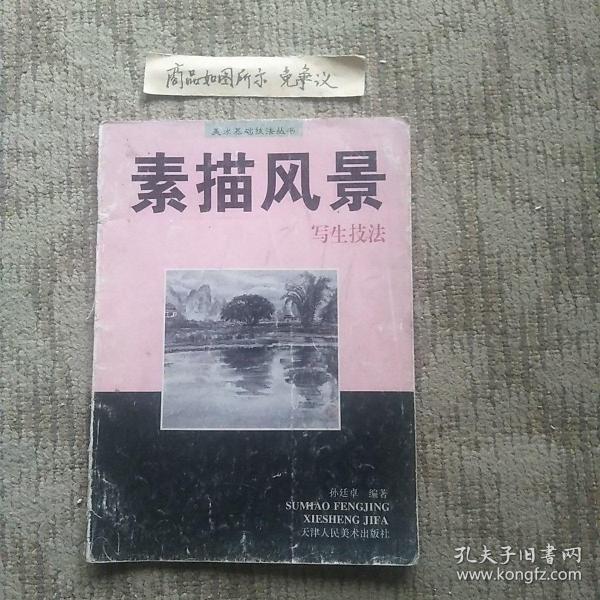 商品如图所示 免争议
美术基础技法丛书
素描风景
写生技法
孙廷卓 编著
SUMIAO FENGJING
XIESHENG JIFA
天津人民美术出版社
孔夫子旧书网
www.kongfz.com